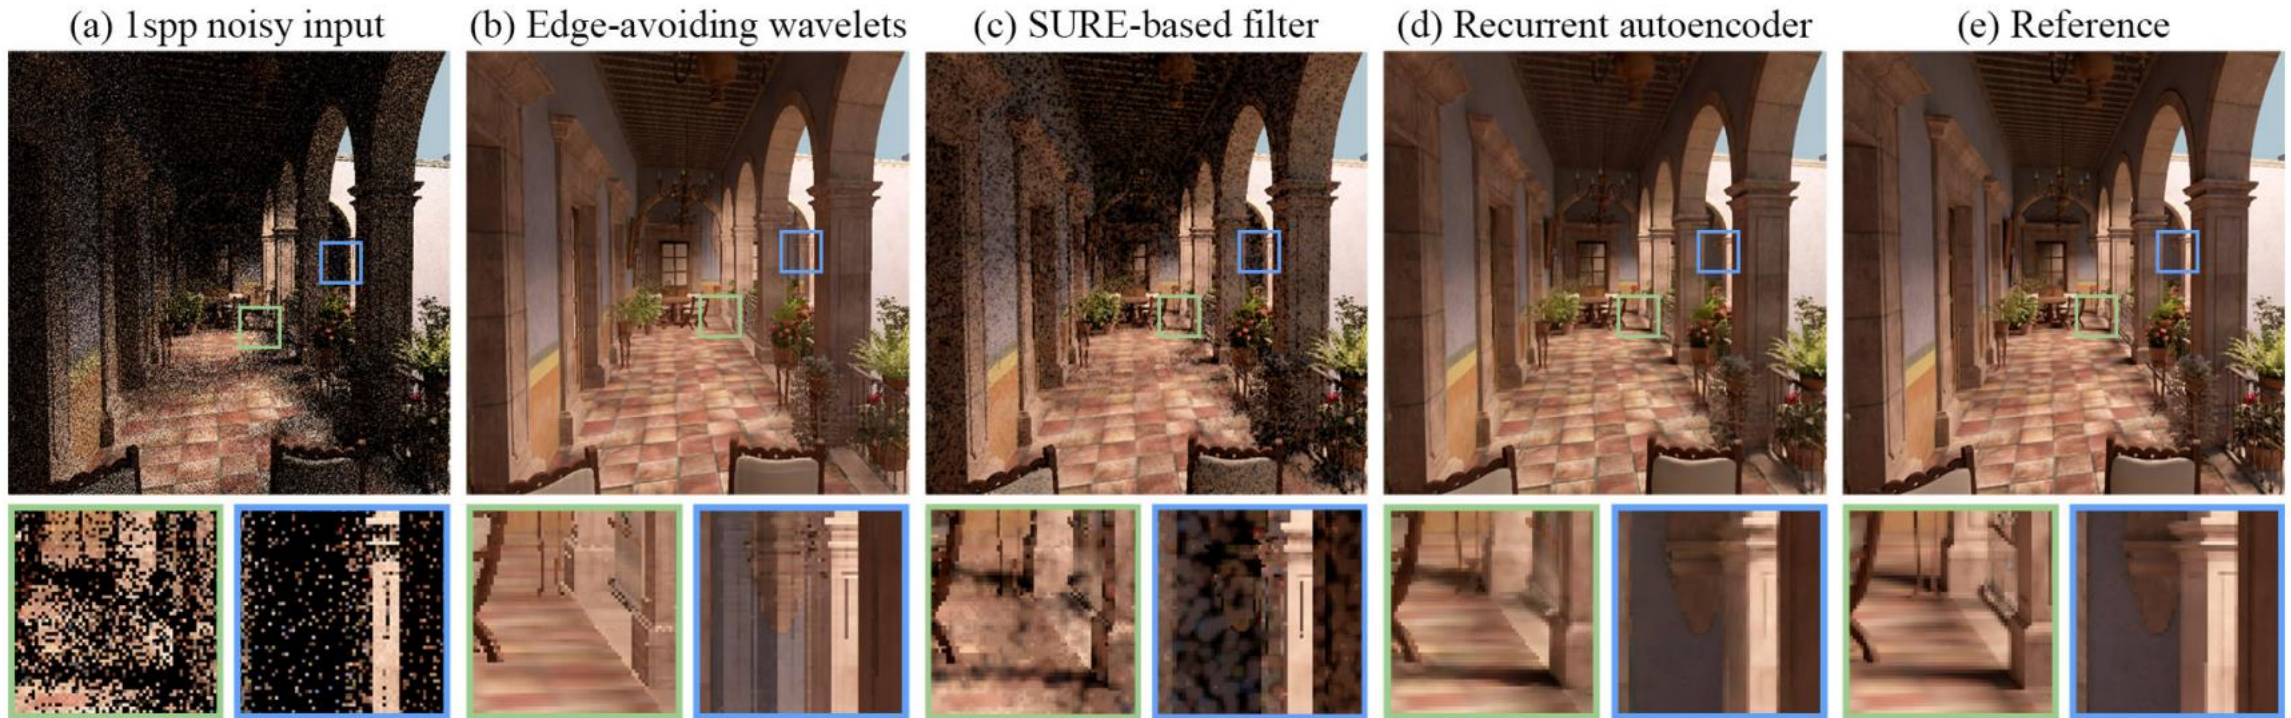 (a) 1spp noisy input
(b) Edge-avoiding wavelets
(c) SURE-based filter
(d) Recurrent autoencoder
(e) Reference